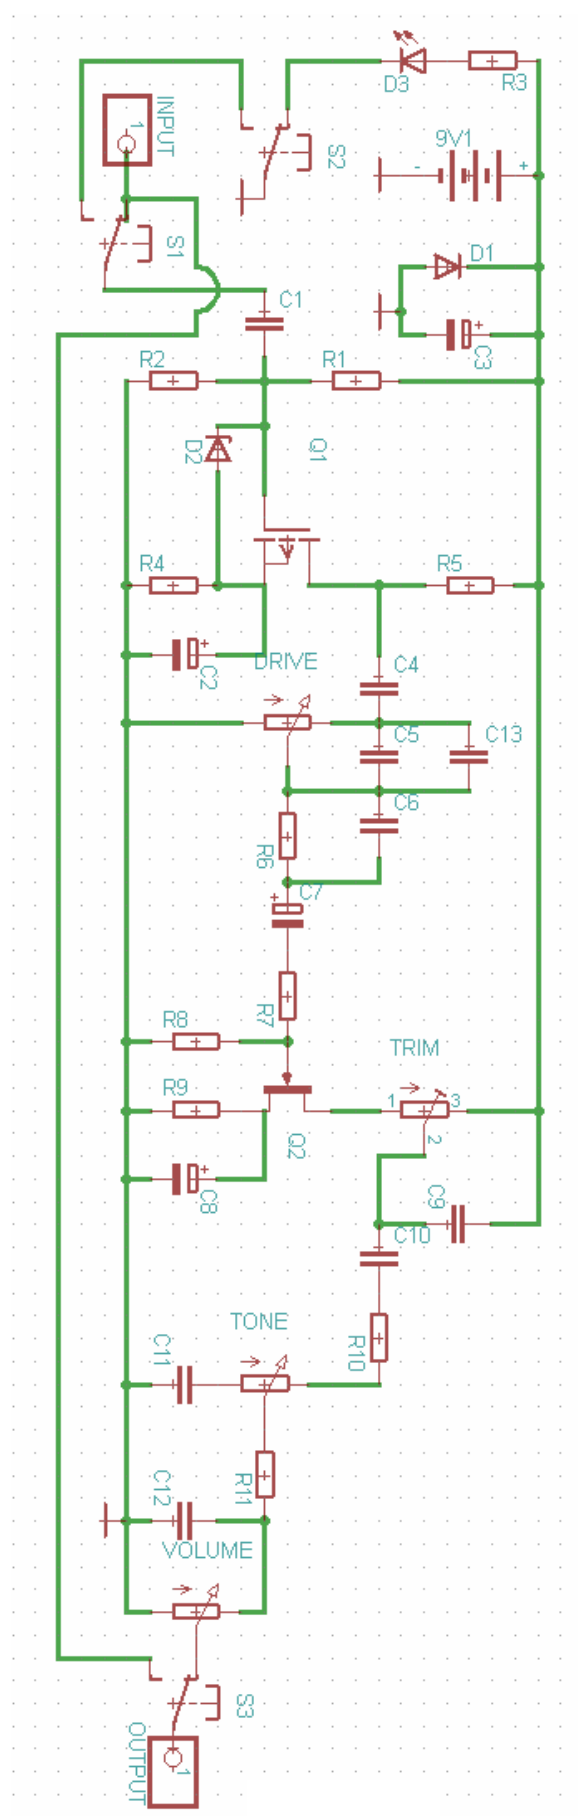 D3
R3
INPUT
1
S2
9V1
-
+
S1
D1
C1
+
C3
R2
R1
D2
Q1
R4
R5
+
C2
DRIVE
C4
C5
C13
C6
R6
+
C7
R7
R8
TRIM
R9
1
3
2
Q2
+
C8
C9
C10
TONE
C11
R10
C12
R11
VOLUME
S3
OUTPUT
1